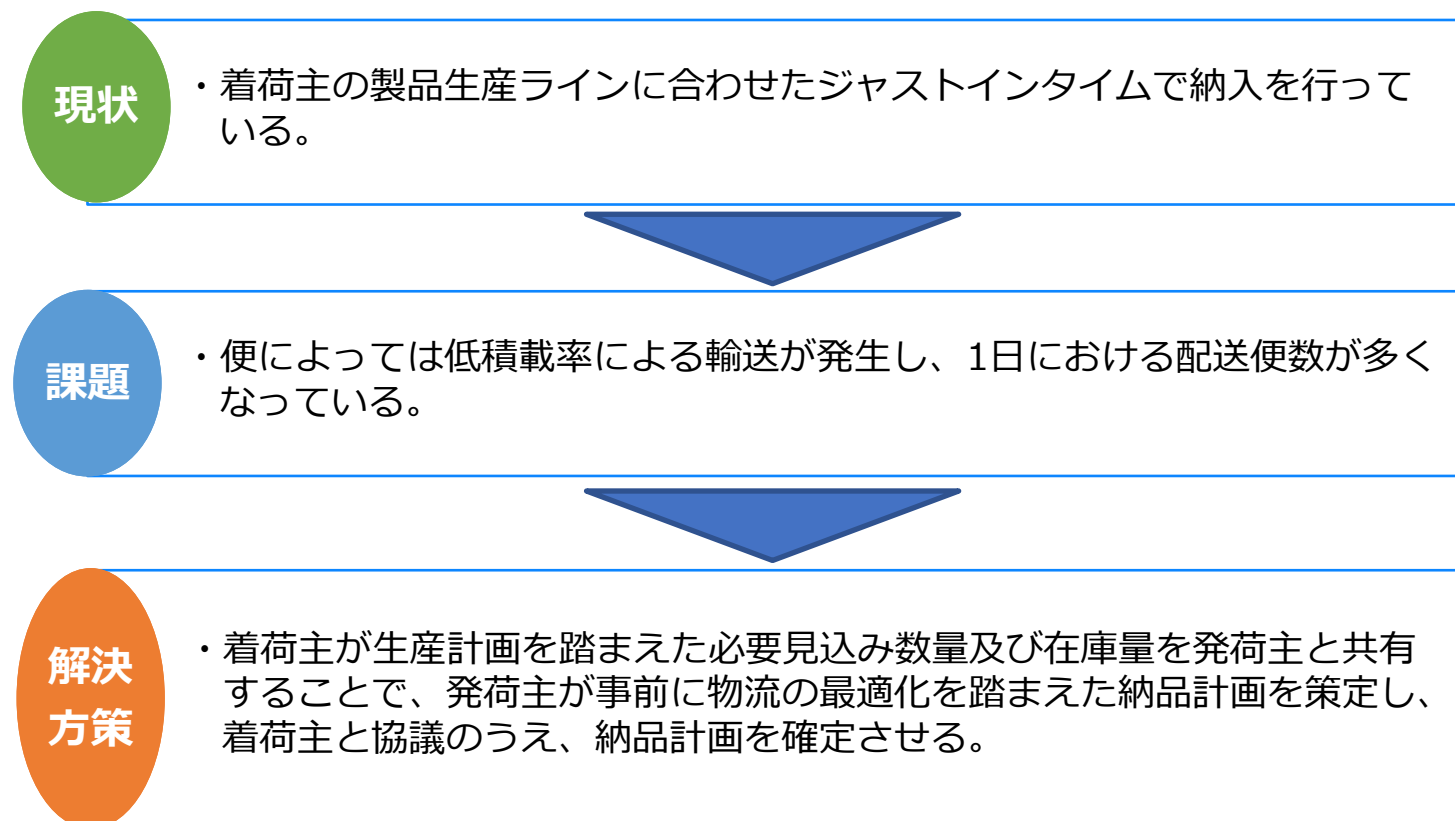 現状
・着荷主の製品生産ラインに合わせたジャストインタイムで納入を行って
いる。
課題
・便によっては低積載率による輸送が発生し、1日における配送便数が多く
なっている。
解決
方策
・着荷主が生産計画を踏まえた必要見込み数量及び在庫量を発荷主と共有
することで、発荷主が事前に物流の最適化を踏まえた納品計画を策定し、
着荷主と協議のうえ、納品計画を確定させる。